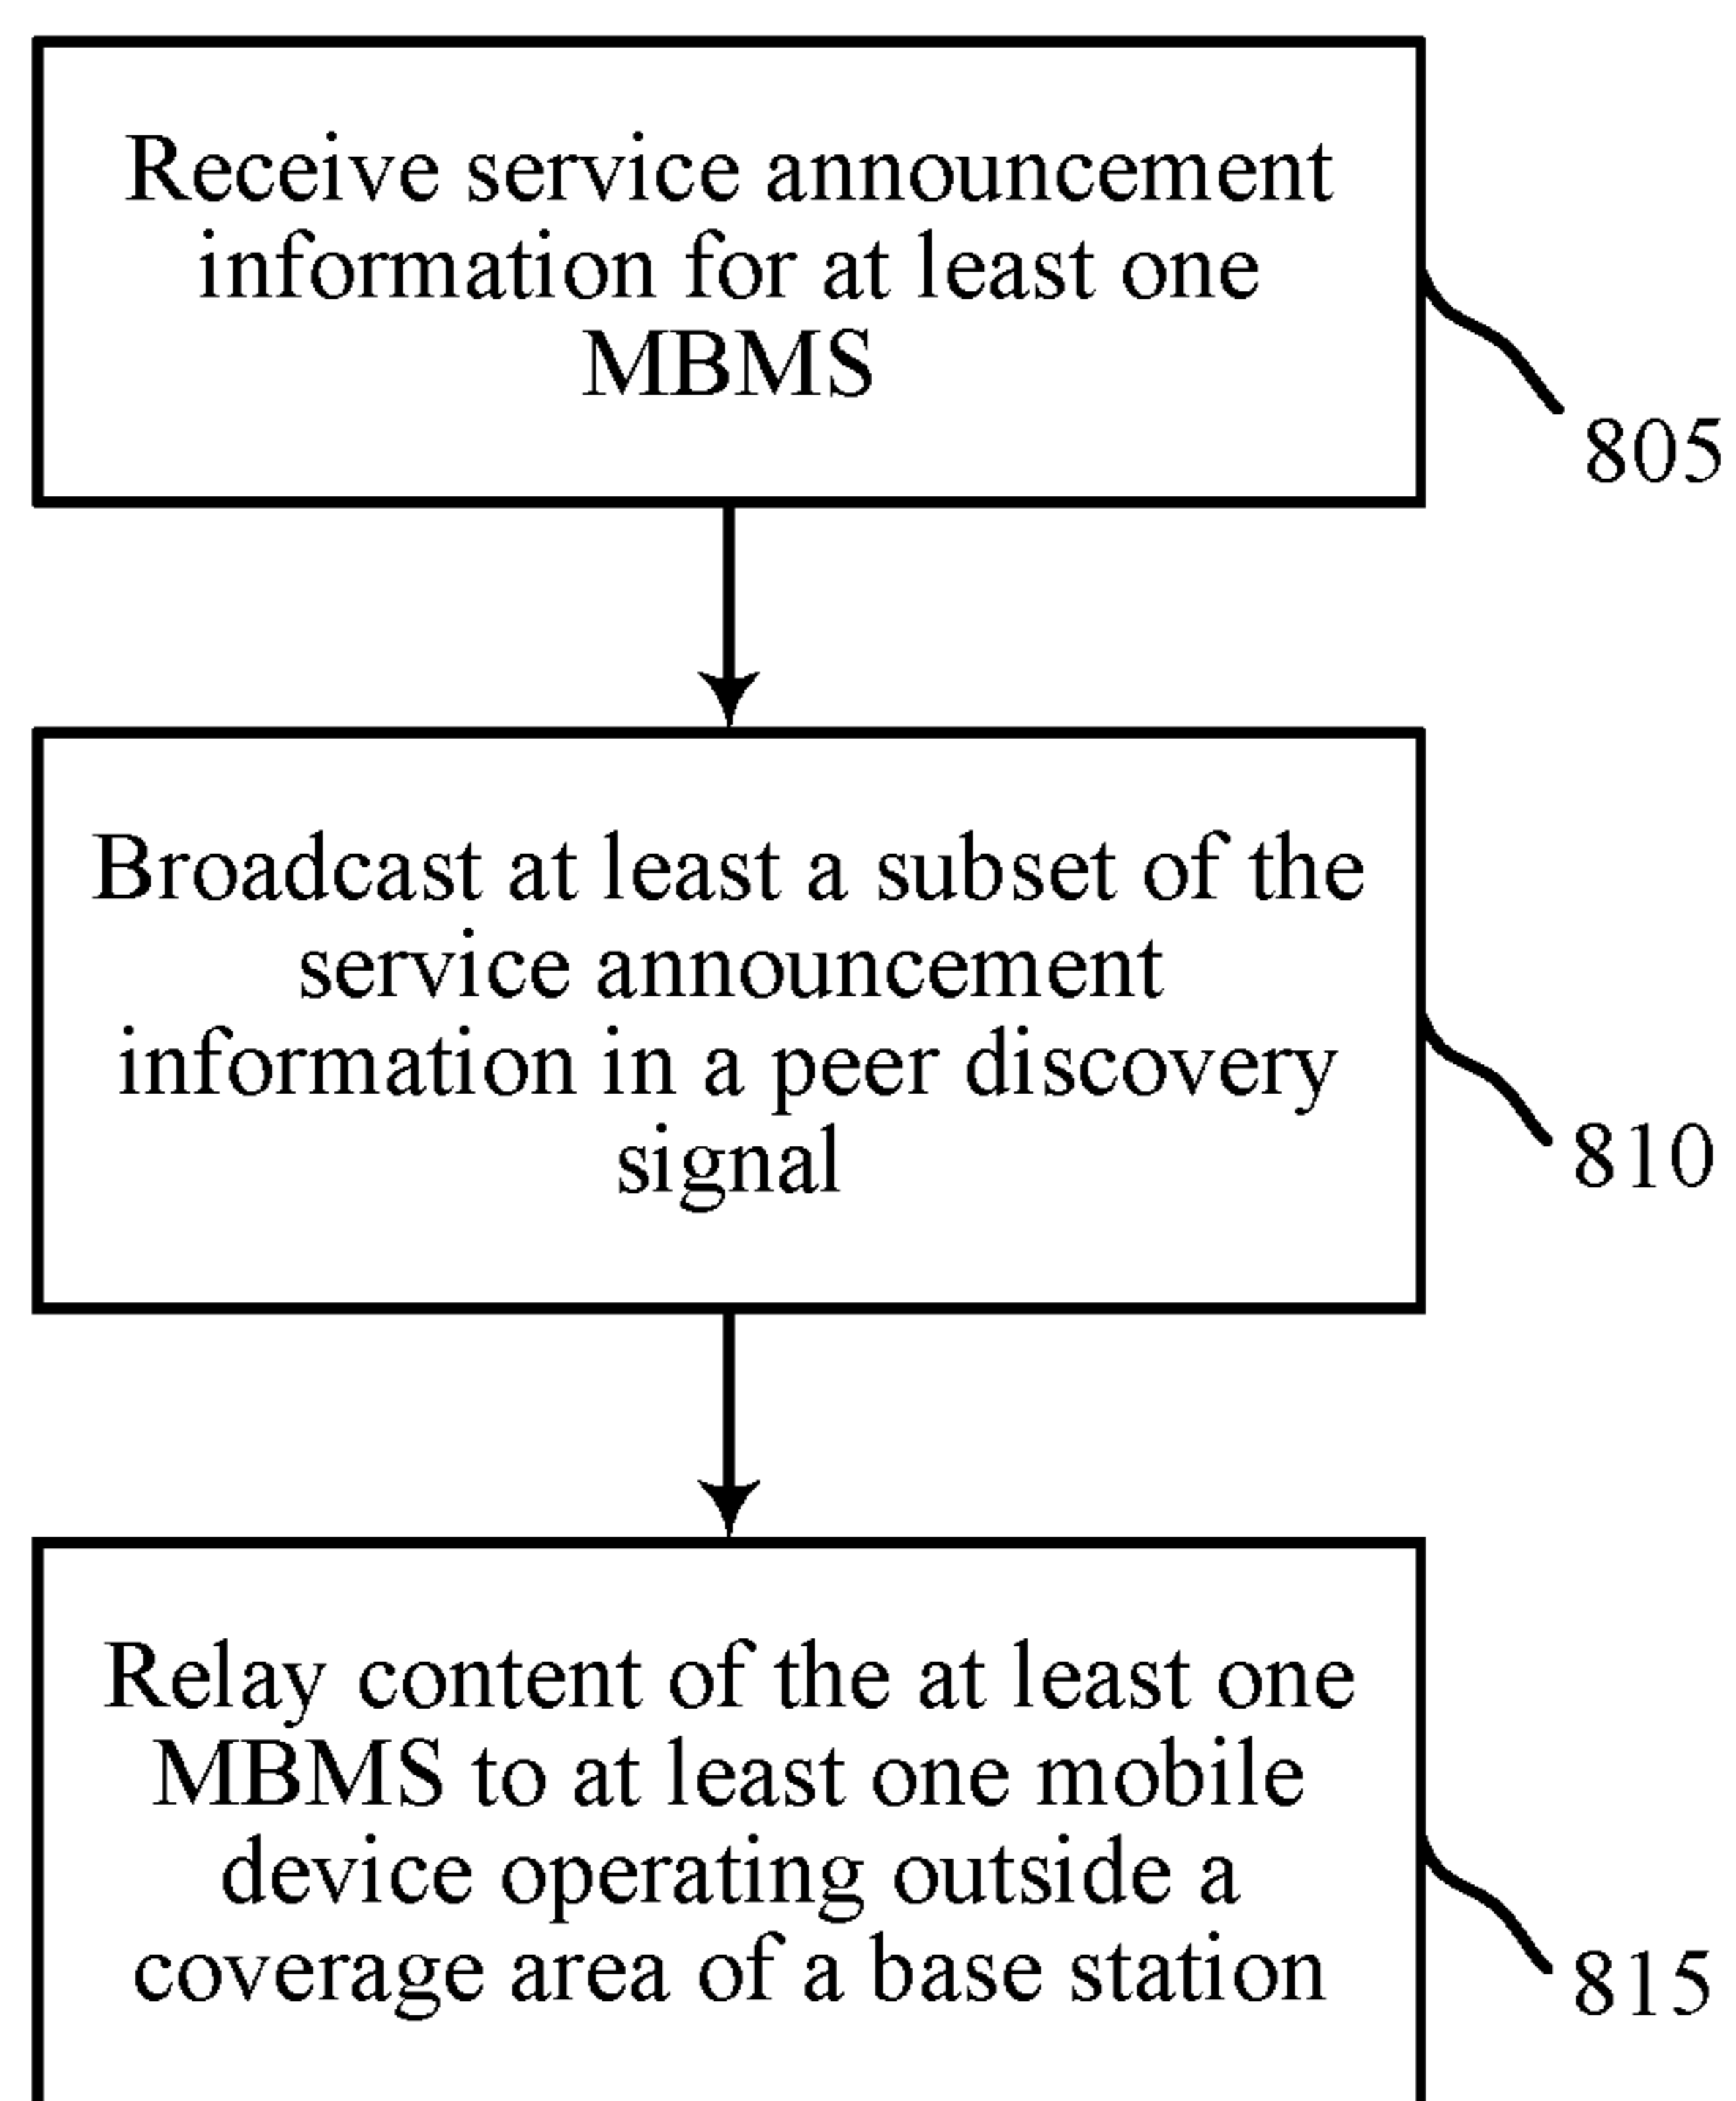 Receive service announcement
information for at least one
MBMS
805
Broadcast at least a subset of the
service announcement
information in a peer discovery
signal
810
Relay content of the at least one
MBMS to at least one mobile
device operating outside a
coverage area of a base station
815